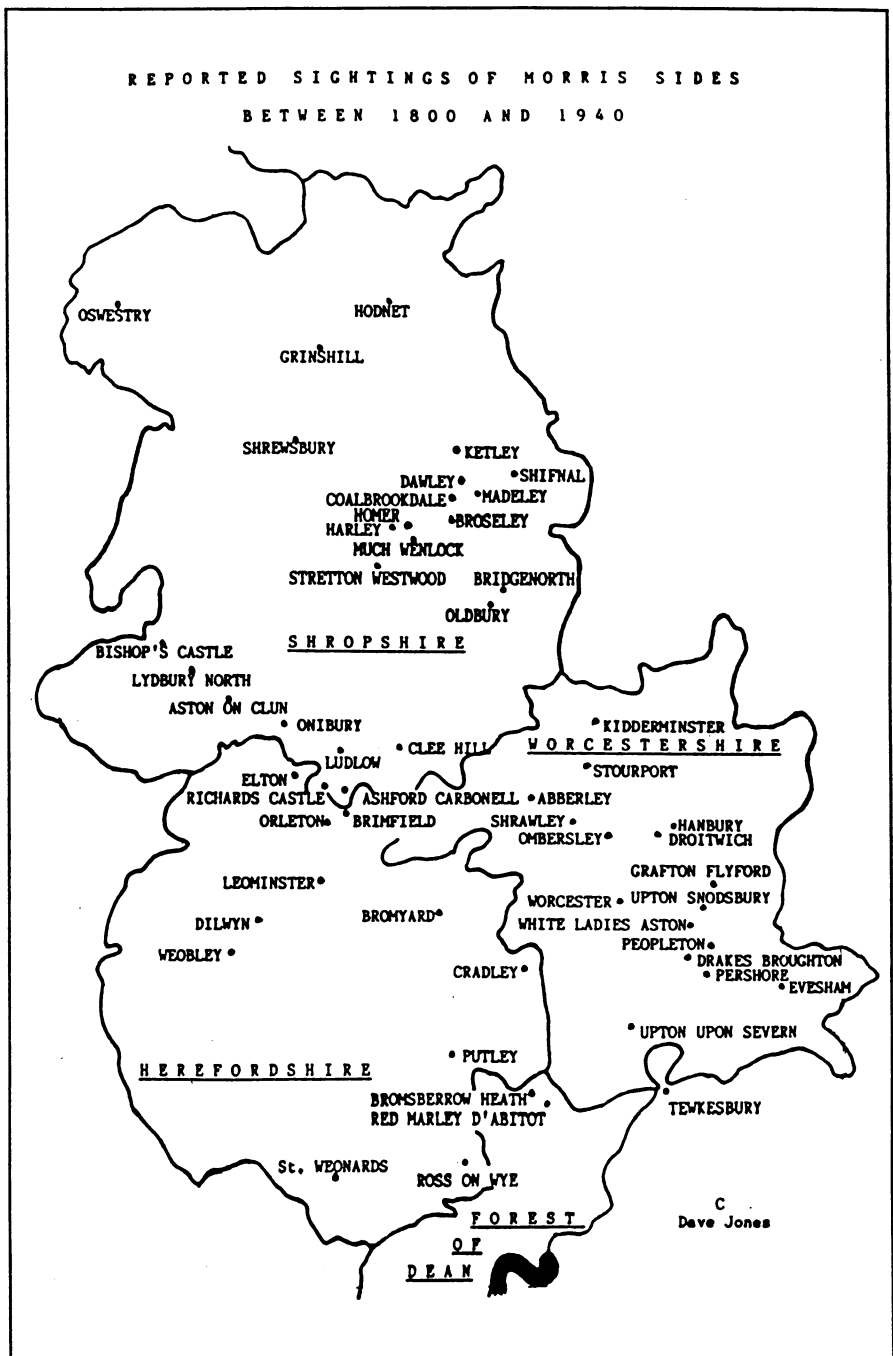 REPORTED SIGHTINGS OF MORRIS SIDES
BETWEEN 1800 AND 1940
OSWESTRY
HODNET
GRINSHILL
SHREWSBURY
KETLEY
DAWLEY
SHIFNAL
COALBROOKDALE
MADELEY
HOMER
BROSELEY
HARLEY
MUCH WENLOCK
STRETTON WESTWOOD
BRIDGENORTH
OLDBURY
SHROPSHIRE
BISHOP'S CASTLE
LYDBURY NORTH
ASTON ON CLUN
ONIBURY
CLEE HILL
LUDLOW
KIDDERMINSTER
WORCESTERSHIRE
STOURPORT
ELTON
RICHARDS CASTLE
ASHFORD CARBONELL
ABBERLEY
ORLETON
BRIMFIELD
SHRAWLEY
OMBERSLEY
HANBURY
DROITWICH
GRAFTON FLYFORD
LEOMINSTER
WORCESTER
UPTON SNODSBURY
DILWYN
BROMYARD
WHITE LADIES ASTON
PEOPLETON
WEOBLEY
DRAKES BROUGHTON
CRADLEY
PERSHORE
EVESHAM
UPTON UPON SEVERN
PUTLEY
HEREFORDSHIRE
BROMSBERROW HEATH
RED MARLEY D'ABITOT
TEWKESBURY
St. WEONARDS
ROSS ON WYE
FOREST
OF
DEAN
C
Dave Jones